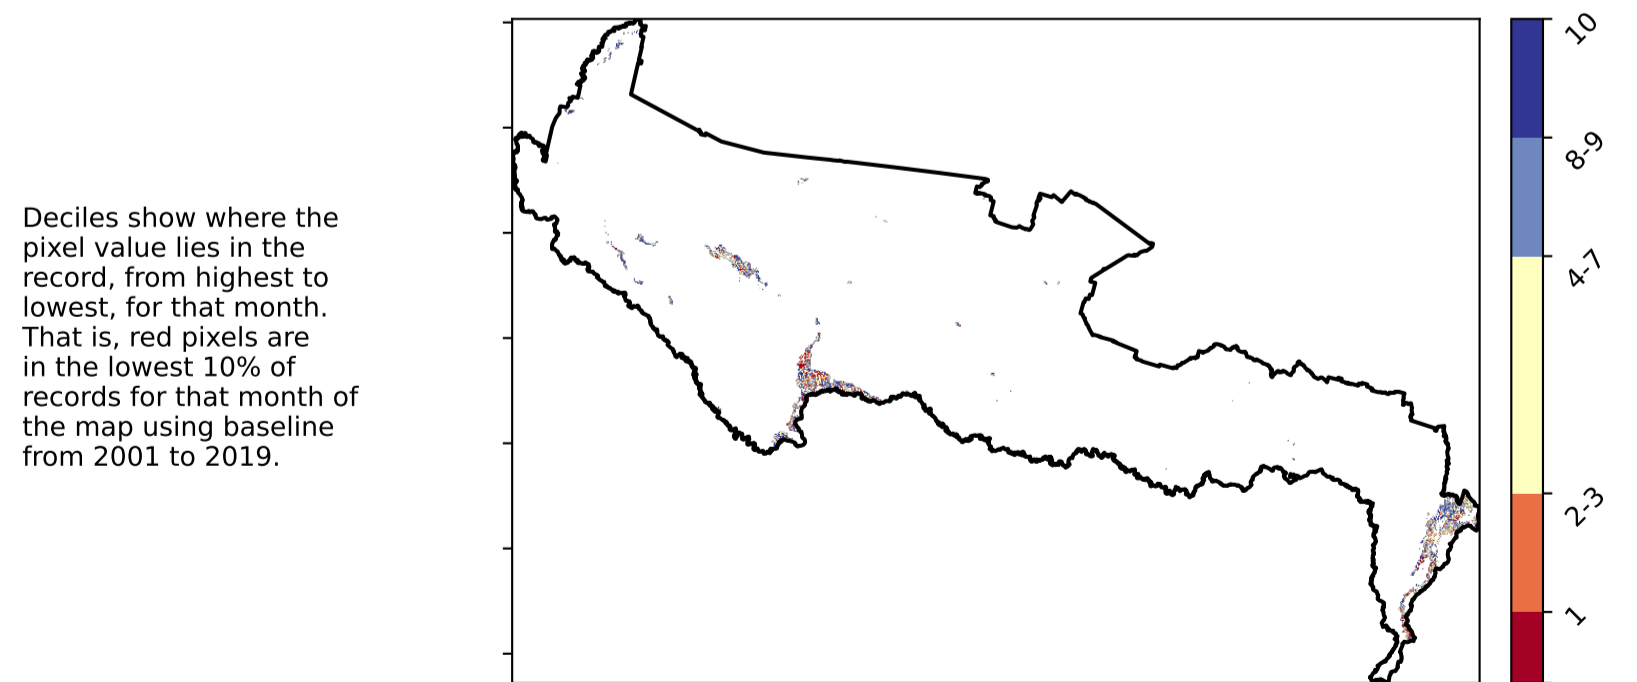 Deciles show where the
pixel value lies in the
record, from highest to
lowest, for that month.
That is, red pixels are
in the lowest 10% of
records for that month of
the map using baseline
from 2001 to 2019.
10
8-9
4-7
2-3
1